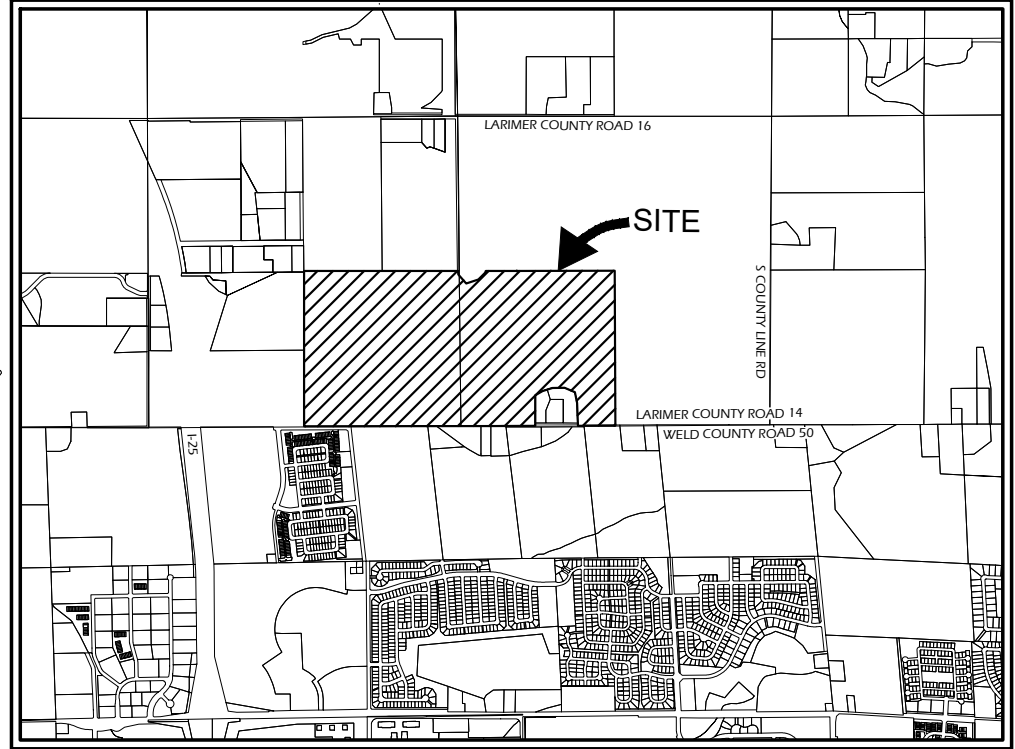 LARIMER COUNTY ROAD 16
SITE
S COUNTY LINE RD
LARIMER COUNTY ROAD 14
WELD COUNTY ROAD 50
I-25